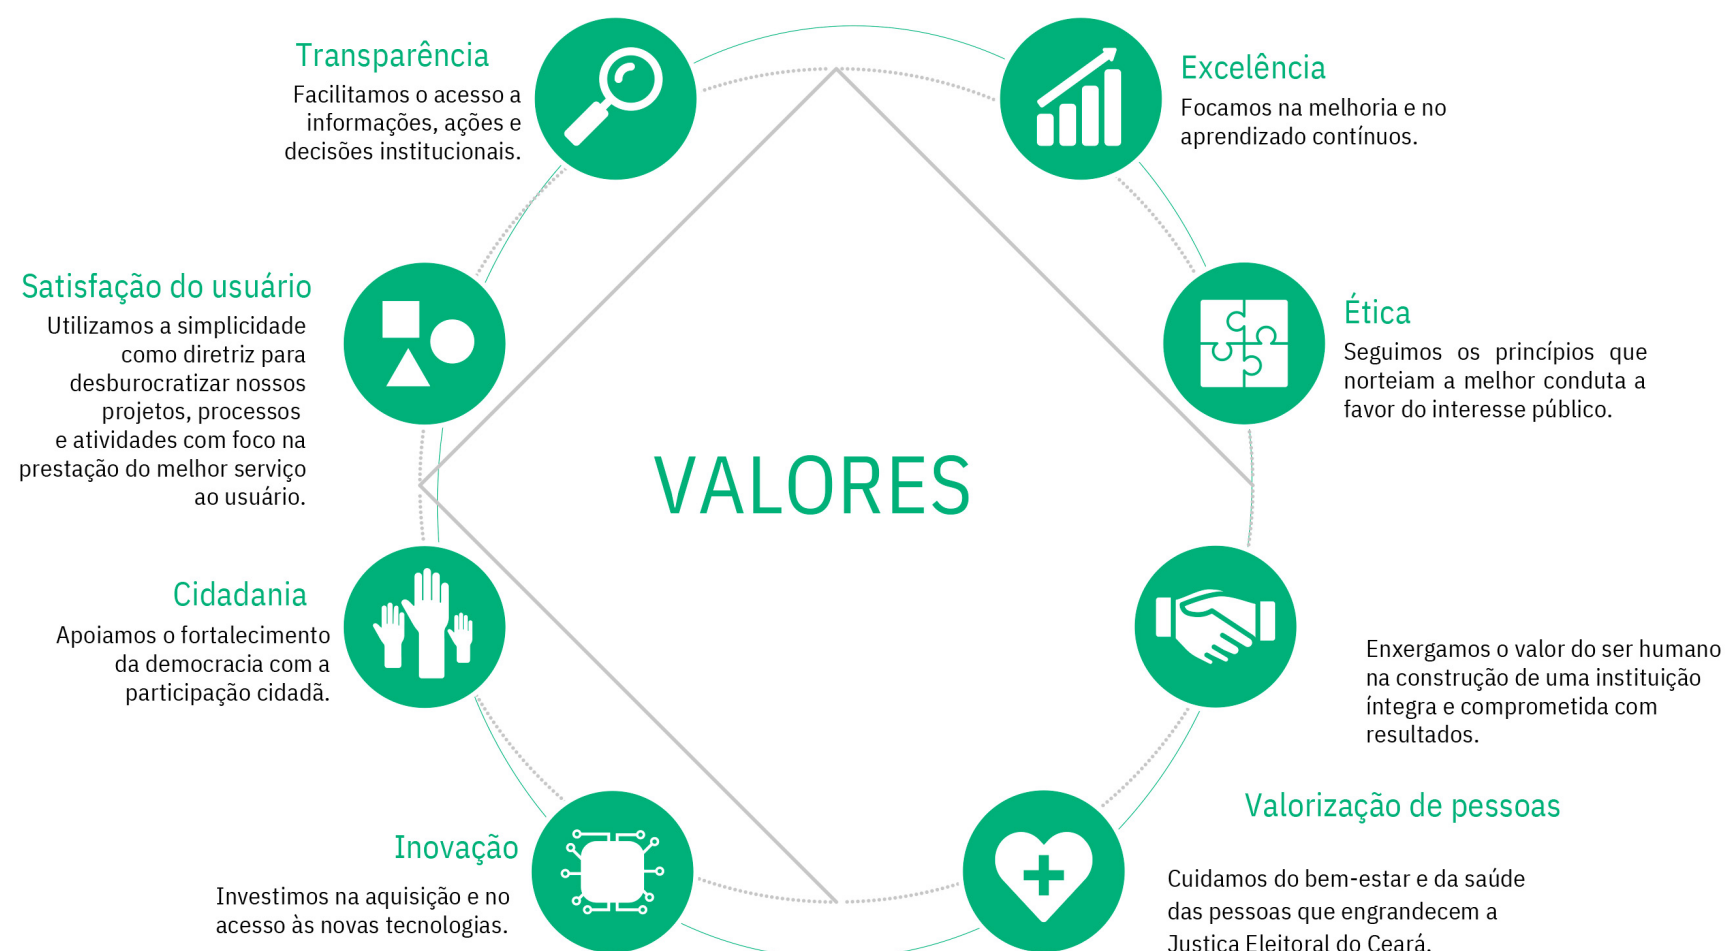 Transparência
Facilitamos o acesso a
informações, ações e
decisões institucionais.
Excelência
Focamos na melhoria e no
aprendizado contínuos.
Satisfação do usuário
Utilizamos a simplicidade
como diretriz para
desburocratizar nossos
projetos, processos
e atividades com foco na
prestação do melhor serviço
ao usuário.
Ética
Seguimos os princípios que
norteiam a melhor conduta a
favor do interesse público.
VALORES
Cidadania
Apoiamos o fortalecimento
da democracia com a
participação cidadã.
Enxergamos o valor do ser humano
na construção de uma instituição
íntegra e comprometida com
resultados.
Inovação
Investimos na aquisição e no
acesso às novas tecnologias.
Valorização de pessoas
Cuidamos do bem-estar e da saúde
das pessoas que engrandecem a
Justiça Eleitoral do Ceará.